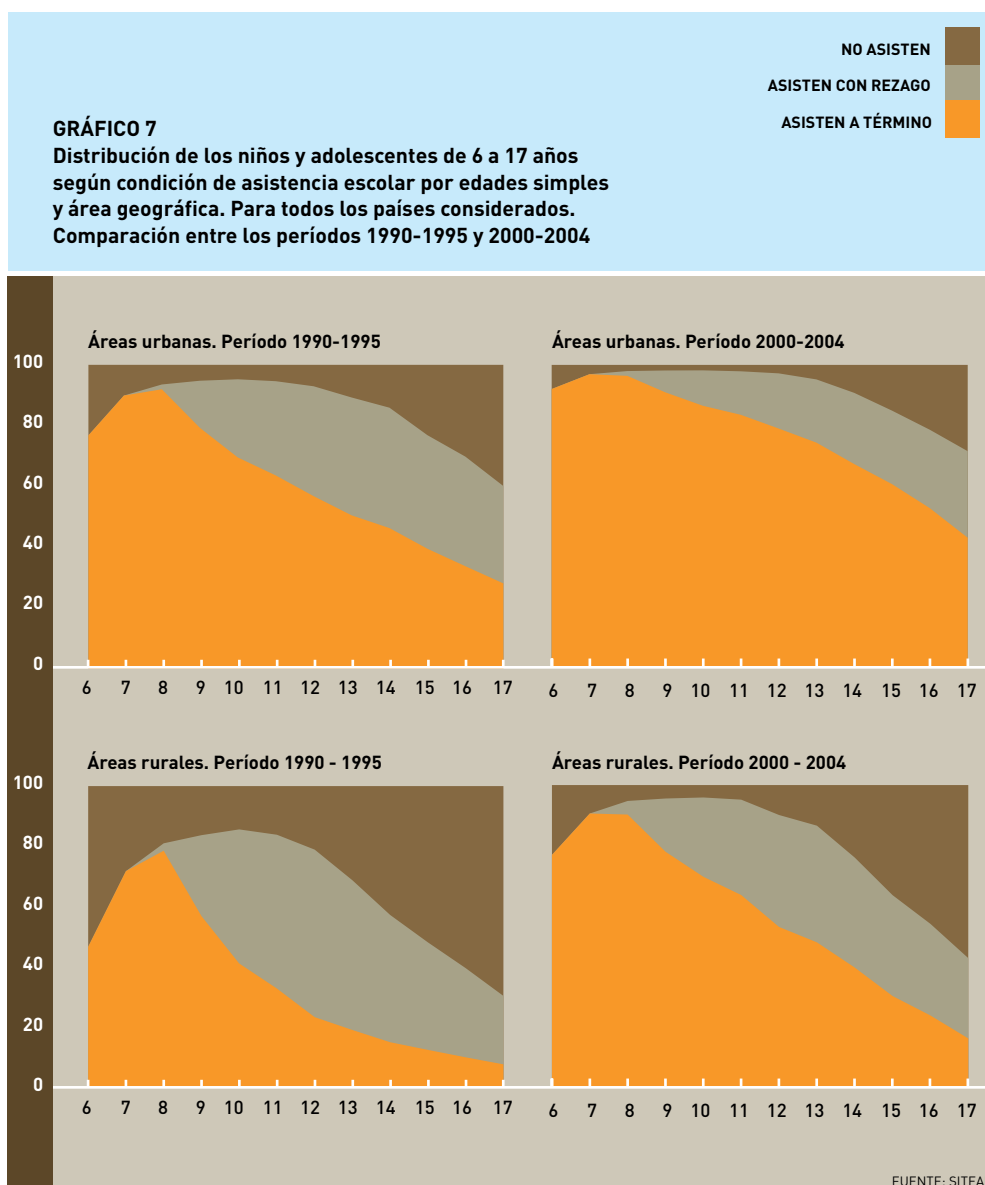 NO ASISTEN
ASISTEN CON REZAGO
ASISTEN A TÉRMINO
GRÁFICO 7
Distribución de los niños y adolescentes de 6 a 17 años
según condición de asistencia escolar por edades simples
y área geográfica. Para todos los países considerados.
Comparación entre los períodos 1990-1995 y 2000-2004
Áreas urbanas. Período 1990-1995
100
80
60
40
20
0
6 7 8 9 10 11 12 13 14 15 16 17
Áreas urbanas. Período 2000-2004
6 7 8 9 10 11 12 13 14 15 16 17
Áreas rurales. Período 1990 - 1995
100
80
60
40
20
0
6 7 8 9 10 11 12 13 14 15 16 17
Áreas rurales. Período 2000 - 2004
6 7 8 9 10 11 12 13 14 15 16 17
FUENTE: SITEA